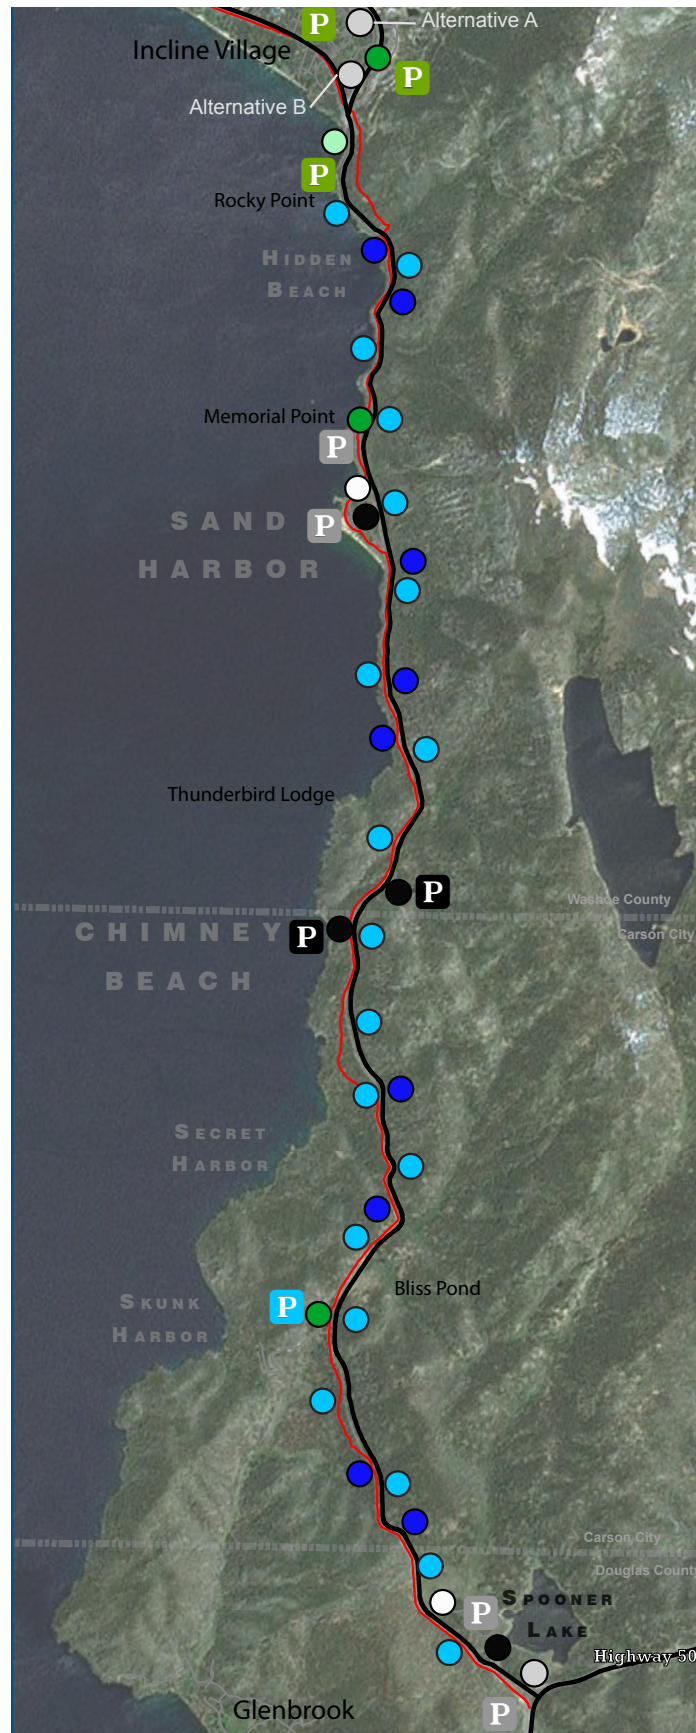 P
Alternative A
Incline Village
P
Alternative B
P
Rocky Point
HIDDEN
BEACH
Memorial Point
P
SAND
P
HARBOR
Thunderbird Lodge
P
Washoe County
CHIMNEY
P
Carson City
BEACH
SECRET
HARBOR
Bliss Pond
SKUNK
P
HARBOR
Carson City
Douglas County
SPOONER
P
LAKE
Highway 50
Glenbrook
P